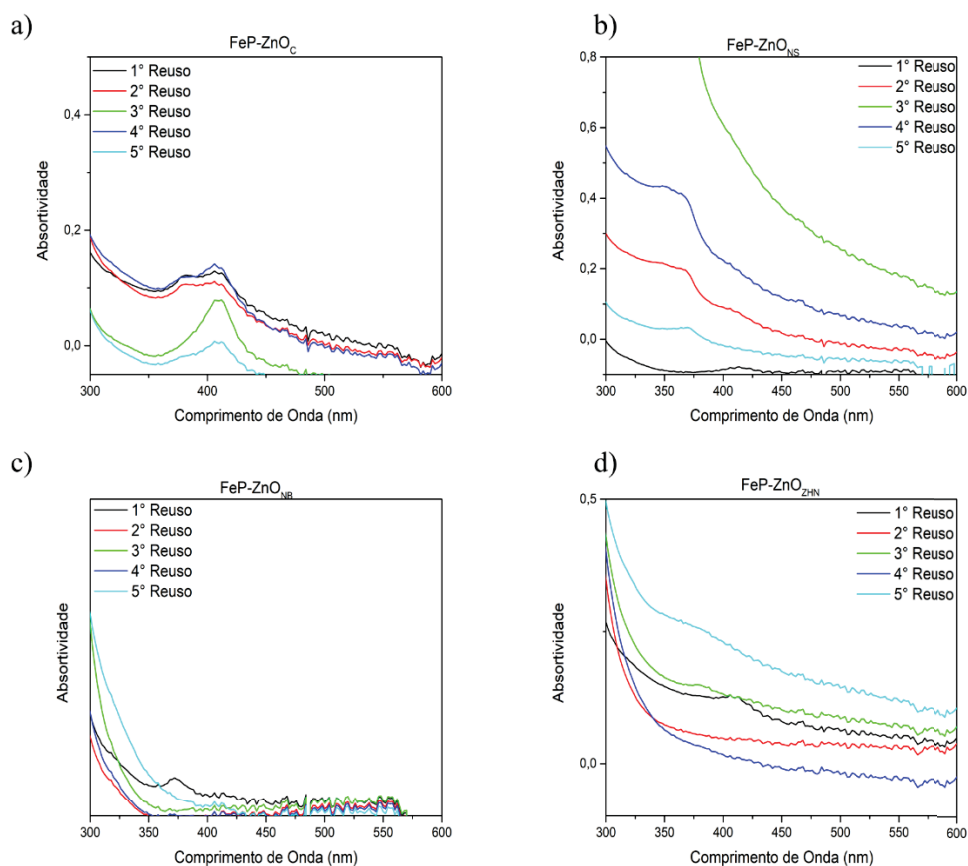 a)
FeP-ZnOC
1° Reuso
2° Reuso
3° Reuso
4° Reuso
5° Reuso
0,4
0,2
0,0
Absortividade
300 350 400 450 500 550 600
Comprimento de Onda (nm)
b)
FeP-ZnONS
1° Reuso
2° Reuso
3° Reuso
4° Reuso
5° Reuso
0,8
0,6
0,4
0,2
0,0
Absortividade
300 350 400 450 500 550 600
Comprimento de Onda (nm)
c)
FeP-ZnONB
1° Reuso
2° Reuso
3° Reuso
4° Reuso
5° Reuso
Absortividade
300 350 400 450 500 550 600
Comprimento de Onda (nm)
d)
FeP-ZnOZHN
1° Reuso
2° Reuso
3° Reuso
4° Reuso
5° Reuso
0,5
0,0
Absortividade
300 350 400 450 500 550 600
Comprimento de Onda (nm)